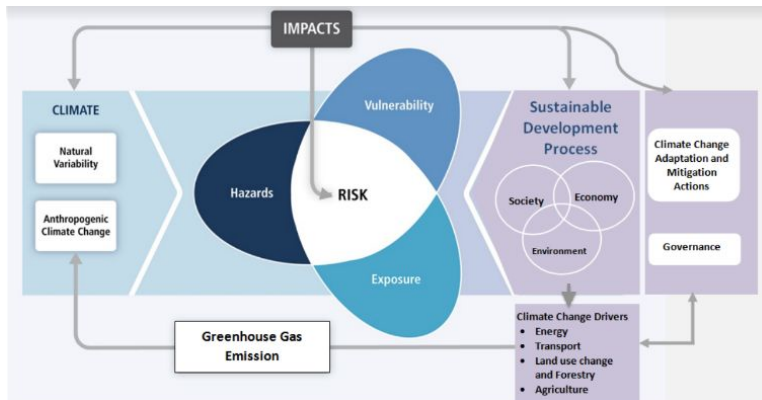 IMPACTS
CLIMATE
Natural
Variability
Anthropogenic
Climate Change
Hazards
Vulnerability
RISK
Exposure
Sustainable
Development
Process
Society
Economy
Environment
Climate Change
Adaptation and
Mitigation
Actions
Governance
Greenhouse Gas
Emission
Climate Change Drivers
• Energy
• Transport
• Land use change
and Forestry
• Agriculture